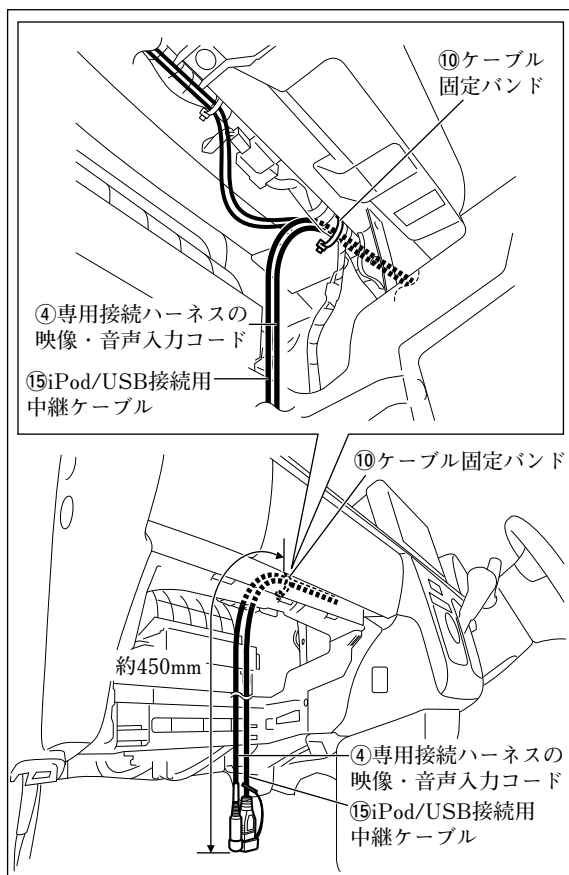 ⑩ケーブル
固定バンド
④専用接続ハーネスの
映像・音声入力コード
⑮iPod/USB接続用
中継ケーブル
⑩ケーブル固定バンド
約450mm
④専用接続ハーネスの
映像・音声入力コード
⑮iPod/USB接続用
中継ケーブル